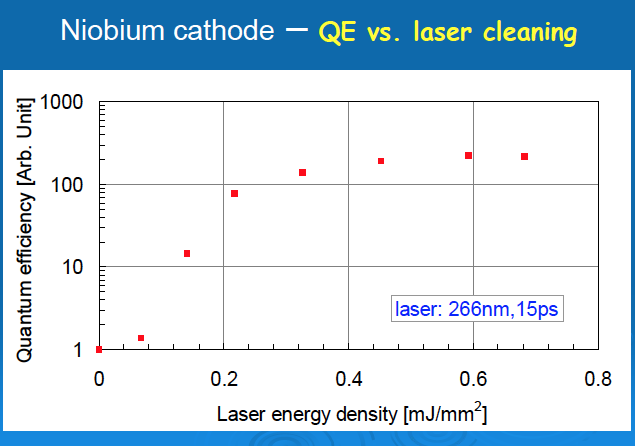 Niobium cathode — QE vs. laser cleaning
Quantum efficiency [Arb. Unit]
1000
100
10
1
laser: 266nm,15ps
0 0.2 0.4 0.6 0.8
Laser energy density [mJ/mm²]